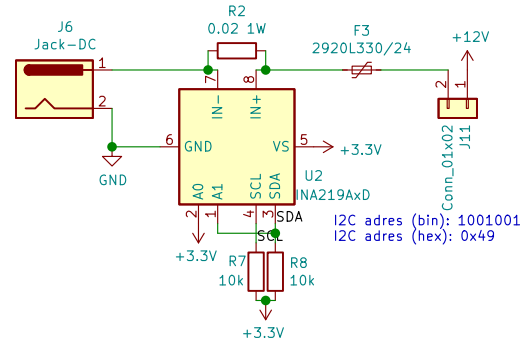 J6
Jack-DC
1
2
GND
R2
0.02 1W
F3
2920L330/24
+12V
2
1
Conn_01x02
J11
7
8
IN-
IN+
6
GND
VS
5
+3.3V
U2
INA219AxD
A0
A1
SCL
SDA
2
1
4
3
SDA
SCL
+3.3V
I2C adres (bin): 1001001
I2C adres (hex): 0x49
R7
10k
R8
10k
+3.3V